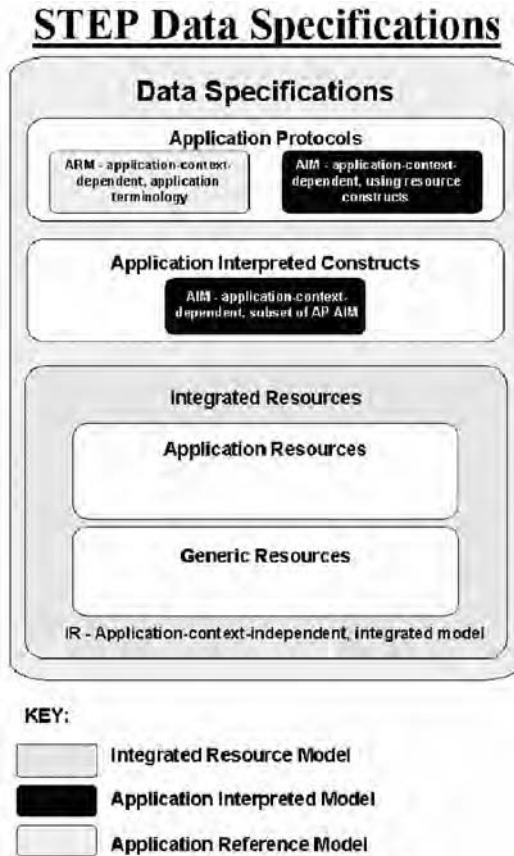 STEP Data Specifications
Data Specifications
Application Protocols
ARM - application-context-
dependent, application
terminology
AIM - application-context-
dependent, using resource
constructs
Application Interpreted Constructs
AIM - application-context-
dependent, subset of AP AIM
Integrated Resources
Application Resources
Generic Resources
IR - Application-context-independent, integrated model
KEY:
Integrated Resource Model
Application Interpreted Model
Application Reference Model